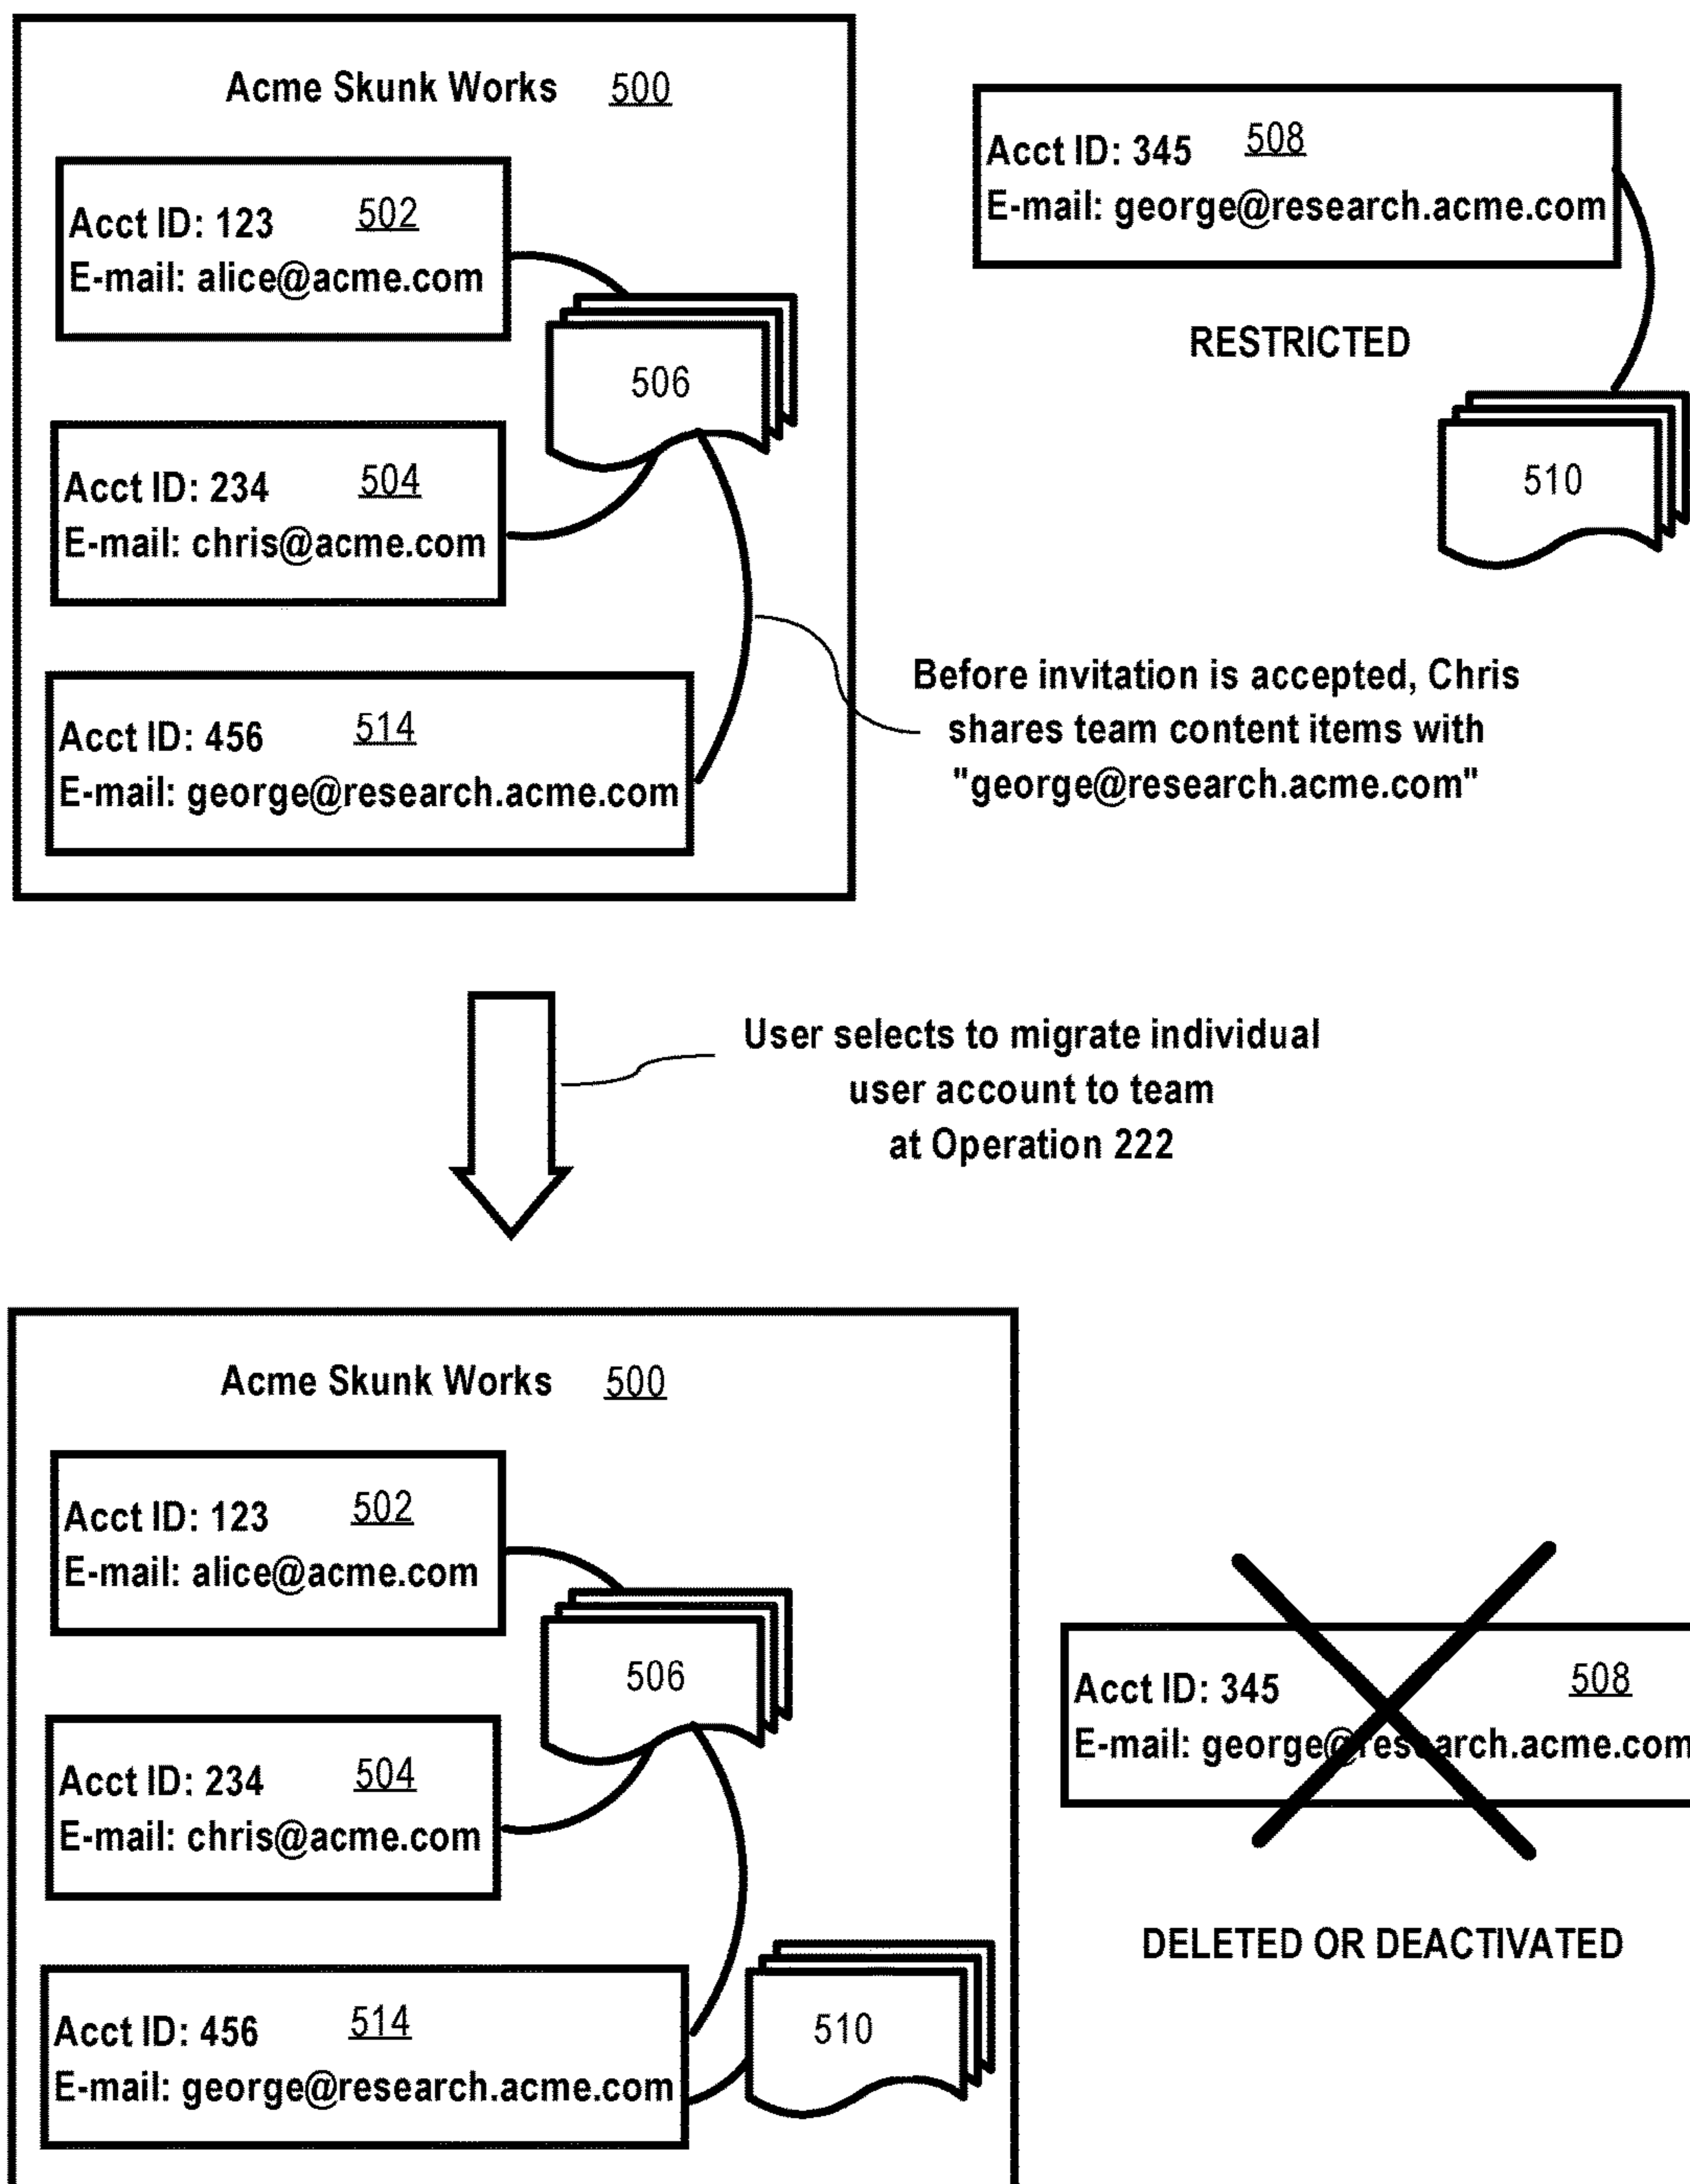 Acme Skunk Works 500
Acct ID: 123 502
E-mail: alice@acme.com
506
Acct ID: 234 504
E-mail: chris@acme.com
Acct ID: 456 514
E-mail: george@research.acme.com
Acct ID: 345 508
E-mail: george@research.acme.com
RESTRICTED
510
Before invitation is accepted, Chris
shares team content items with
"george@research.acme.com"
User selects to migrate individual
user account to team
at Operation 222
Acme Skunk Works 500
Acct ID: 123 502
E-mail: alice@acme.com
506
Acct ID: 234 504
E-mail: chris@acme.com
Acct ID: 456 514
E-mail: george@research.acme.com
510
Acct ID: 345 508
E-mail: george@research.acme.com
DELETED OR DEACTIVATED